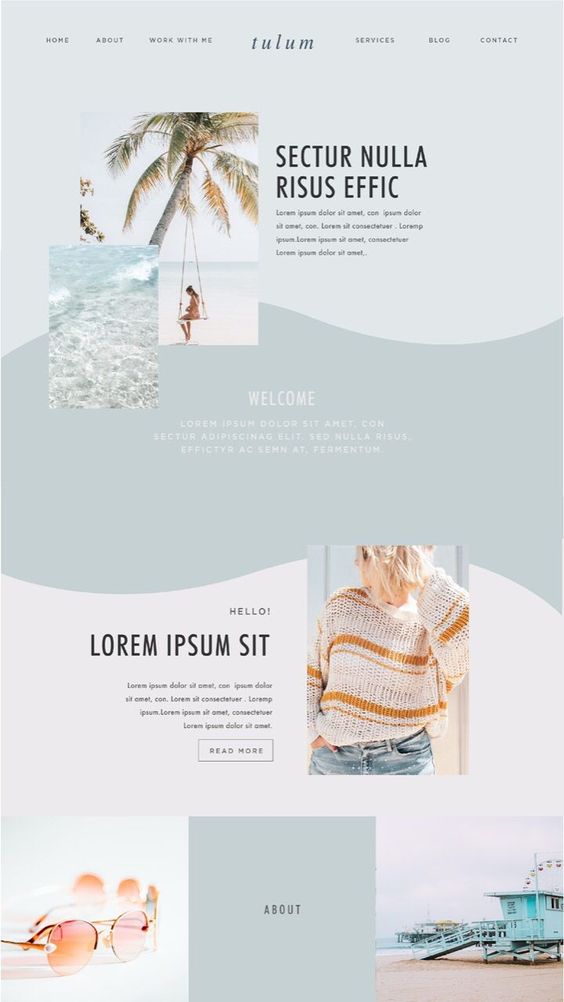 HOME ABOUT WORK WITH ME tulum SERVICES BLOG CONTACT
SECTUR NULLA
RISUS EFFIC
Lorem ipsum dolor sit amet, con ipsum dolor
sit amet, con. Lorem sit consectetuer . Loremp
ipsum.Lorem ipsum sit amet, consectetuer
Lorem ipsum dolor sit amet,.
WELCOME
LOREM IPSUM DOLOR SIT AMET, CON
SECTUR ADIPISCINAG ELIT. SED NULLA RISUS,
EFFICTYR AC SEMN AT, FERMENTUM.
HELLO!
LOREM IPSUM SIT
Lorem ipsum dolor sit amet, con ipsum dolor
sit amet, con. Lorem sit consectetuer . Loremp
ipsum.Lorem ipsum sit amet, consectetuer
Lorem ipsum dolor sit amet.
READ MORE
ABOUT